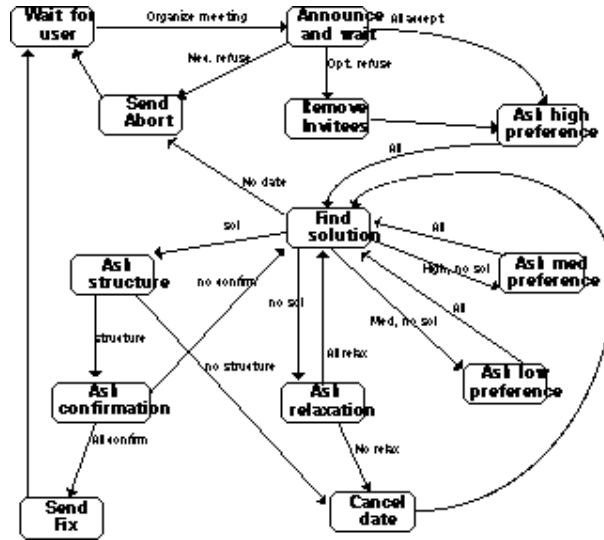 Wait for
user
Organize meeting
Announce
and wait
All accept
Nec. refuse
Opt. refuse
Send
Abort
Remove
Invitees
Ask high
preference
All
No date
Find
solution
sol
All
High, no sol
Ask med
preference
Ask
structure
no confirm
no sol
All
Med, no sol
structure
no structure
All relax
Ask low
preference
Ask
confirmation
Ask
relaxation
All confirm
No relax
Send
Fix
Cancel
date